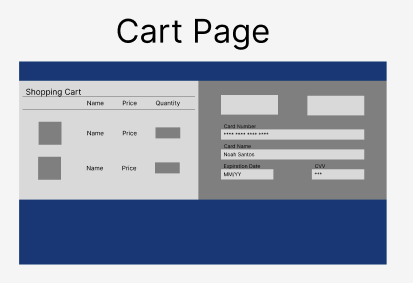 Cart Page
Shopping Cart
Name Price Quantity
Name Price
Name Price
Card Number
**** **** **** ****
Card Name
Noah Santos
Expiration Date CVV
MM/YY ***